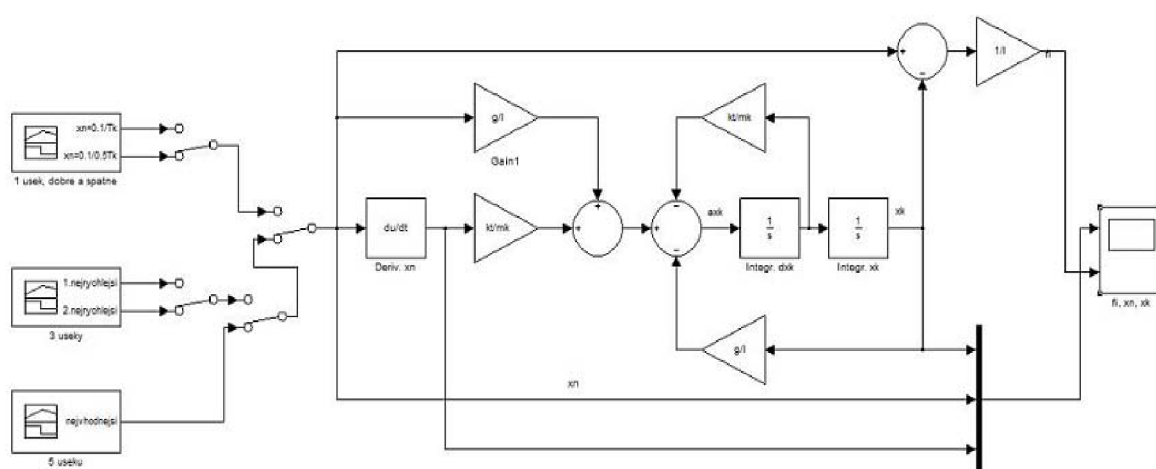 xn=0.1/Tk
xn=0.1/0.5Tk
1 usek, dobre a spatne
1.nejrychlejsi
2.nejrychlejsi
3 useky
nejvhodnejsi
5 useku
g/l
Gain1
du/dt
Deriv. xn
kt/mk
+
+
+
−
−
kt/mk
axk
1
s
Integr. dxk
1
s
Integr. xk
xk
g/l
xn
+
−
1/l
fi
fi, xn, xk